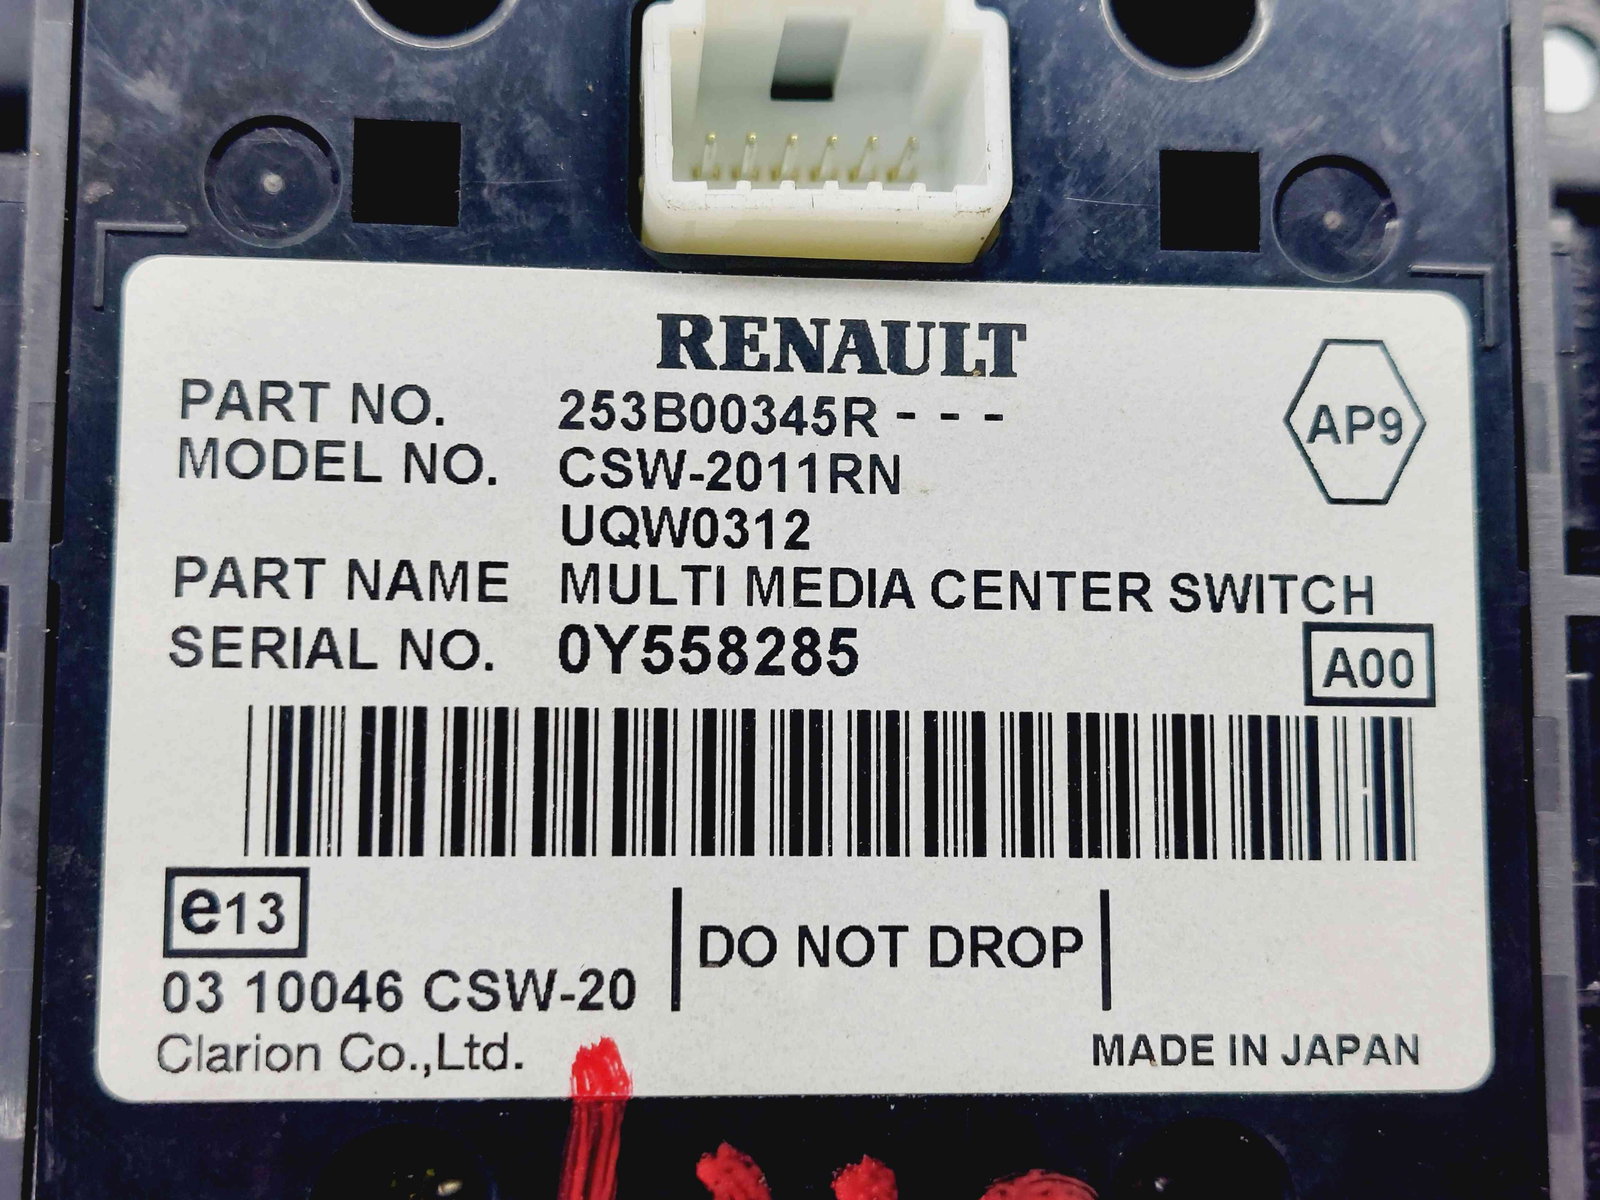 RENAULT
PART NO. 253B00345R - - -
MODEL NO. CSW-2011RN
AP9
UQW0312
PART NAME MULTI MEDIA CENTER SWITCH
SERIAL NO. 0Y558285
A00
e13
DO NOT DROP
03 10046 CSW-20
Clarion Co.,Ltd.
MADE IN JAPAN